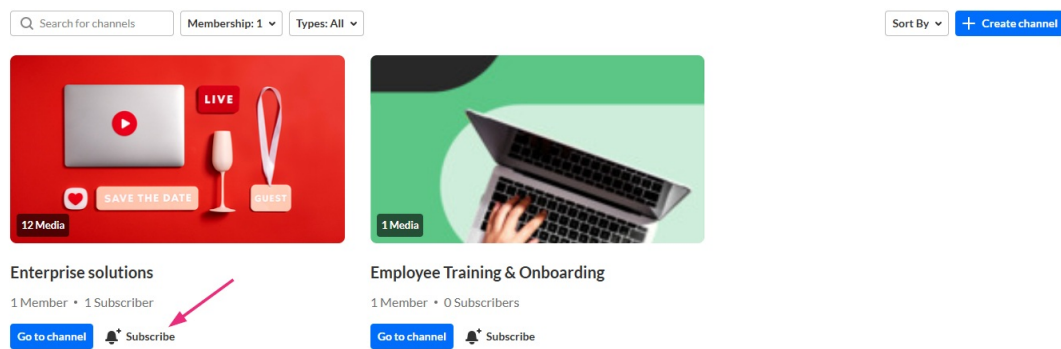 Search for channels
Membership: 1
Types: All
Sort By
+ Create channel
LIVE
SAVE THE DATE
GUEST
12 Media
1 Media
Enterprise solutions
Employee Training & Onboarding
1 Member • 1 Subscriber
1 Member • 0 Subscribers
Go to channel
Subscribe
Go to channel
Subscribe